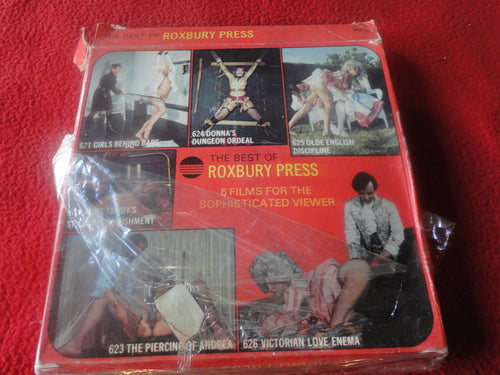 THE BEST OF ROXBURY PRESS
621 GIRLS BEHIND BARS
624 DONNA'S
DUNGEON ORDEAL
625 OLDE ENGLISH
DISCIPLINE
THE BEST OF
ROXBURY PRESS
6 FILMS FOR THE
SOPHISTICATED VIEWER
623 THE PIERCING OF ANDREA
626 VICTORIAN LOVE ENEMA